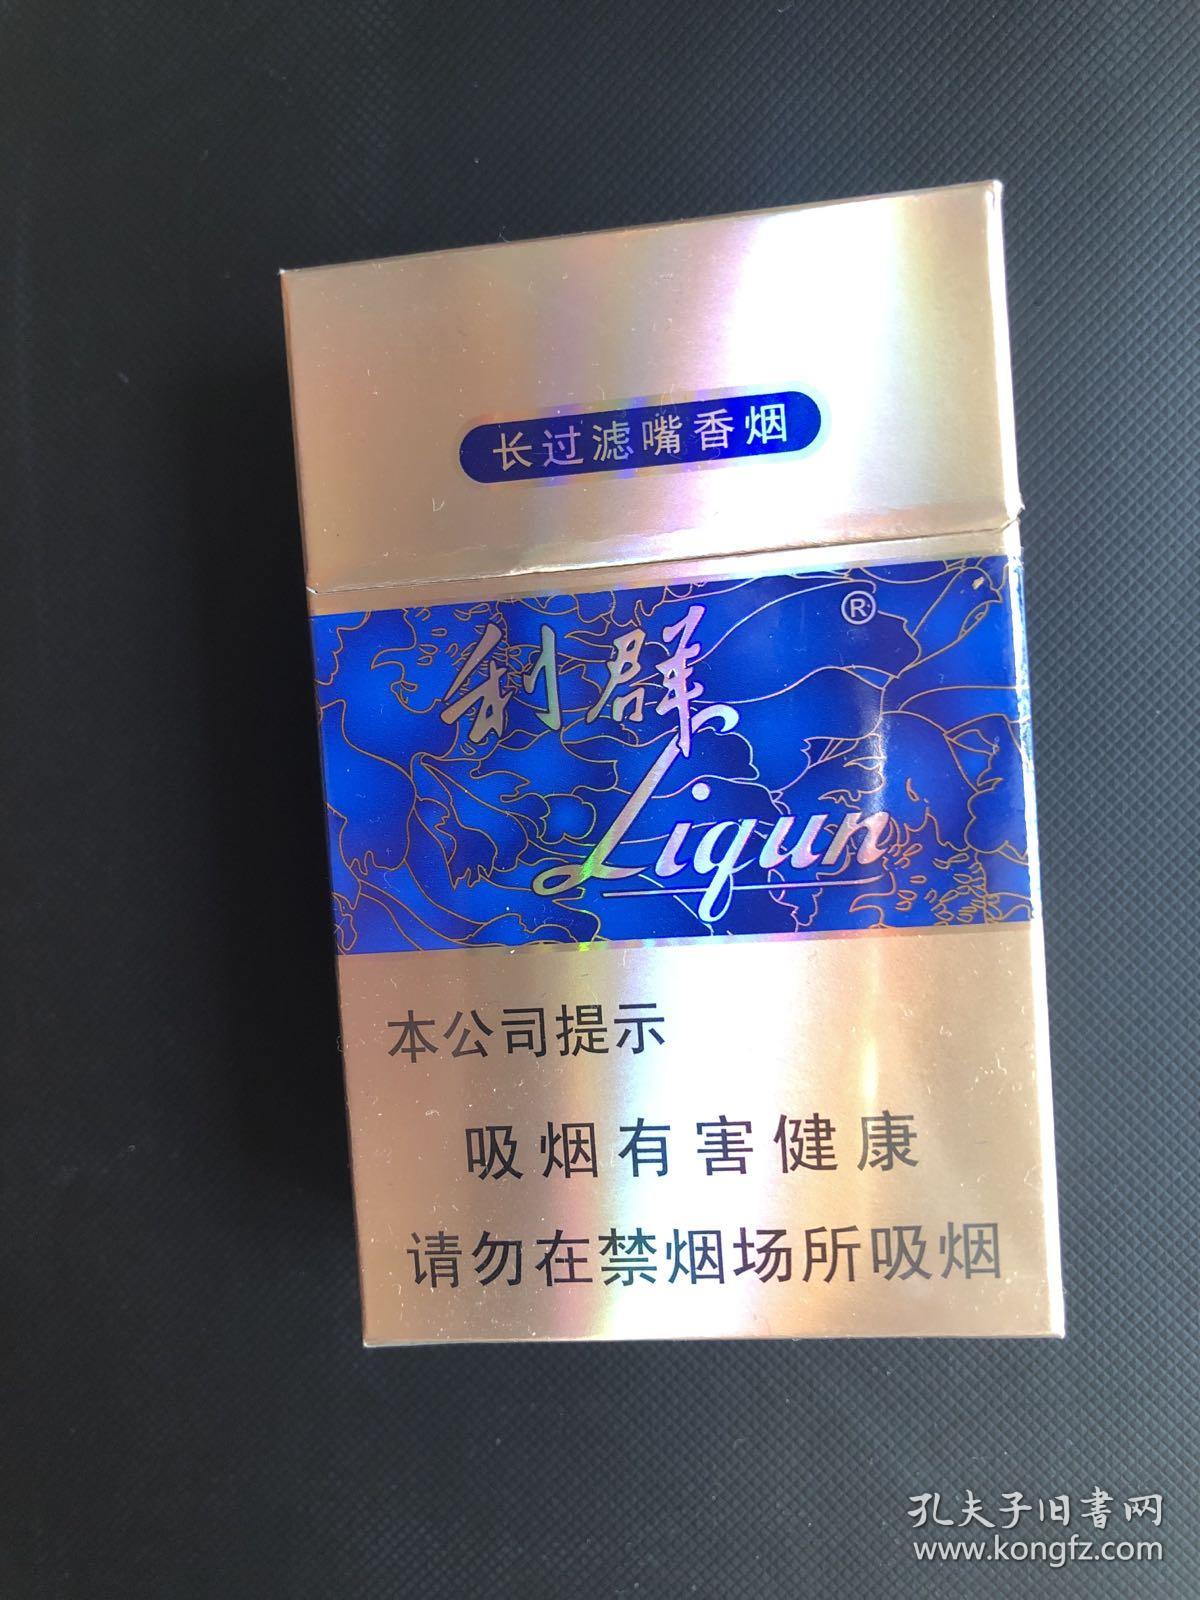 长过滤嘴香烟
利群®
Liqun
本公司提示
吸烟有害健康
请勿在禁烟场所吸烟
孔夫子旧书网
www.kongfz.com